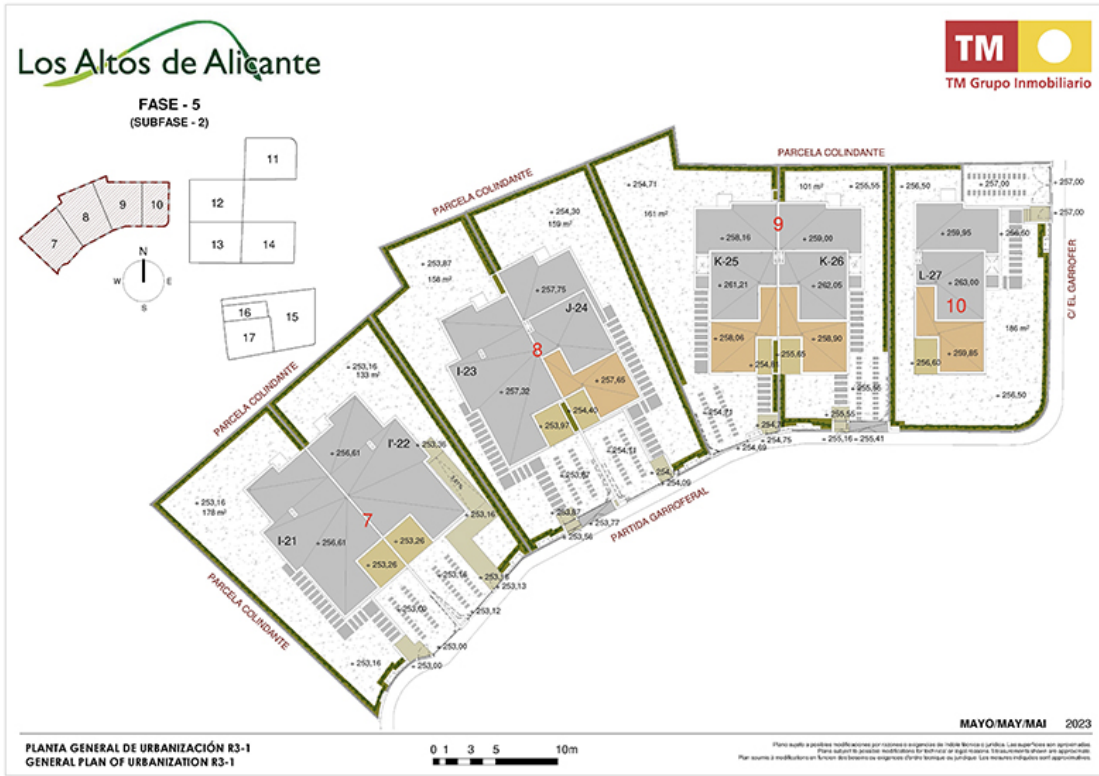 Los Altos de Alicante
TM
TM Grupo Inmobiliario
FASE - 5
(SUBFASE - 2)
11
12
13
14
15
16
17
7
8
9
10
N
W
E
S
PARCELA COLINDANTE
PARCELA COLINDANTE
PARCELA COLINDANTE
PARCELA COLINDANTE
C/ EL GARROFER
PARTIDA GARROFERAL
+ 254,71
161 m²
101 m²
+ 255,55
+ 256,50
+ 257,00
+ 257,00
+ 257,00
+ 254,30
159 m²
+ 253,87
158 m²
9
+ 258,16
+ 259,00
+ 259,95
+ 256,50
K-25
K-26
L-27
+ 261,21
+ 262,05
+ 263,00
10
186 m²
+ 257,75
J-24
8
I-23
+ 257,32
+ 257,65
+ 258,06
+ 258,90
+ 259,85
+ 255,65
+ 256,60
+ 256,50
+ 253,16
133 m²
+ 254,40
+ 253,97
+ 254,71
+ 255,55
+ 254,75
+ 255,16
+ 255,41
+ 254,69
+ 254,09
+ 253,87
+ 253,77
+ 253,56
I'-22
+ 253,36
+ 256,61
+ 253,16
178 m²
7
I-21
+ 256,61
+ 253,26
+ 253,26
+ 253,16
+ 253,13
+ 253,12
+ 253,00
+ 253,00
+ 253,16
MAYO/MAY/MAI 2023
PLANTA GENERAL DE URBANIZACIÓN R3-1
GENERAL PLAN OF URBANIZATION R3-1
0 1 3 5 10m